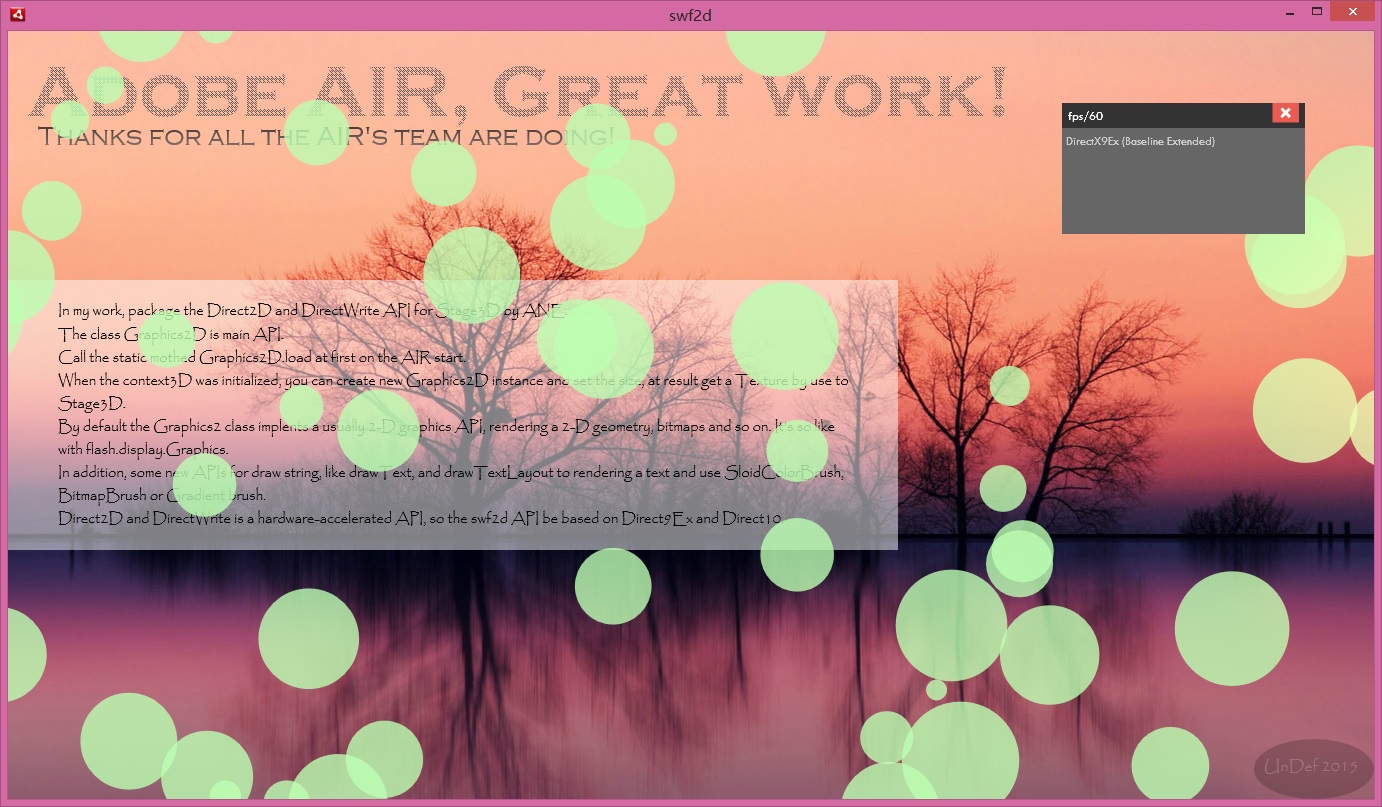 swf2d
Adobe AIR, Great work!
Thanks for all the AIR's team are doing!
fps/60
DirectX9Ex (Baseline Extended)
In my work, package the Direct2D and DirectWrite API for Stage3D by ANE.
The class Graphics2D is main API.
Call the static mothed Graphics2D.load at first on the AIR start.
When the context3D was initialized, you can create new Graphics2D instance and set the size, at result get a Texture by use to
Stage3D.
By default the Graphics2 class implents a usually 2-D graphics API, rendering a 2-D geometry, bitmaps and so on. It's so like
with flash.display.Graphics.
In addition, some new APIs for draw string, like drawText, and drawTextLayout to rendering a text and use SloidColorBrush,
BitmapBrush or Gradient brush.
Direct2D and DirectWrite is a hardware-accelerated API, so the swf2d API be based on Direct9Ex and Direct10
UnDef 2015